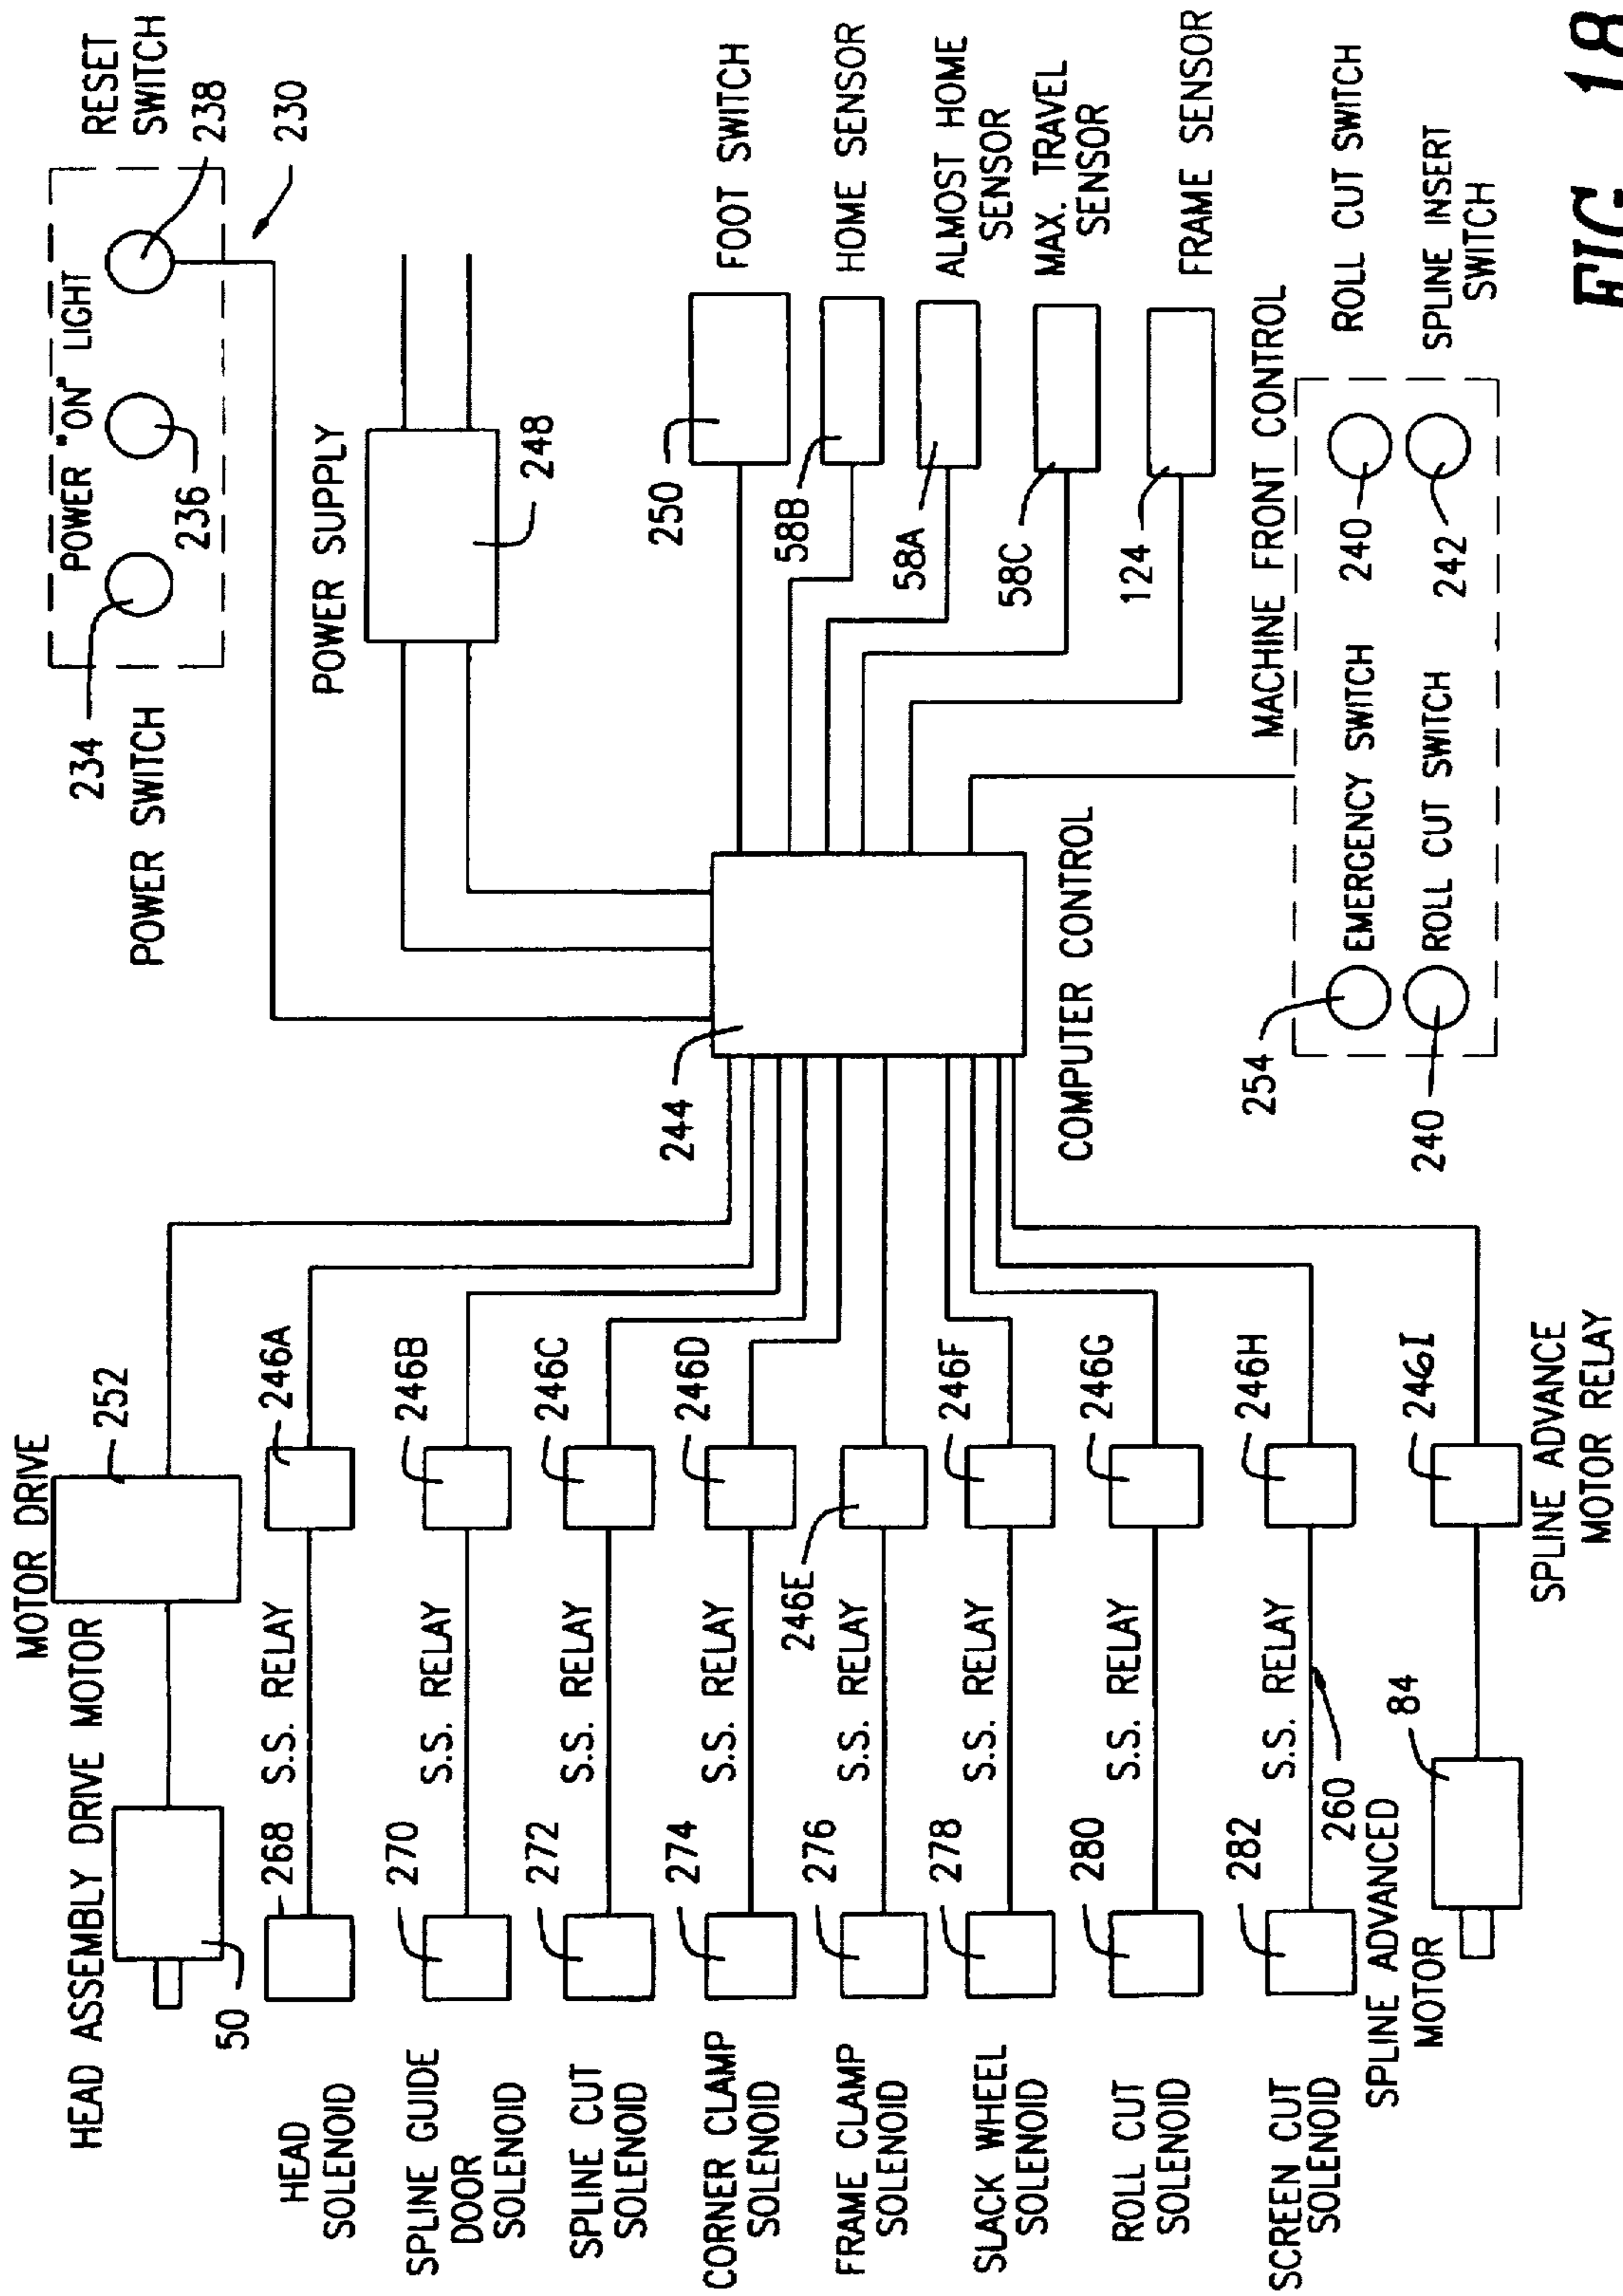 MOTOR DRIVE
HEAD ASSEMBLY DRIVE MOTOR
252
50
HEAD
SOLENOID
268
S.S. RELAY
246A
SPLINE GUIDE
DOOR
SOLENOID
270
S.S. RELAY
246B
SPLINE CUT
SOLENOID
272
S.S. RELAY
246C
CORNER CLAMP
SOLENOID
274
S.S. RELAY
246D
FRAME CLAMP
SOLENOID
276
S.S. RELAY
246E
SLACK WHEEL
SOLENOID
278
S.S. RELAY
246F
ROLL CUT
SOLENOID
280
S.S. RELAY
246G
SCREEN CUT
SOLENOID
282
S.S. RELAY
246H
260
SPLINE ADVANCED
MOTOR
84
246I
SPLINE ADVANCE
MOTOR RELAY
244
COMPUTER CONTROL
234
POWER SWITCH
POWER "ON" LIGHT
236
RESET
SWITCH
238
230
POWER SUPPLY
248
250
FOOT SWITCH
58B
HOME SENSOR
58A
ALMOST HOME
SENSOR
58C
MAX. TRAVEL
SENSOR
124
FRAME SENSOR
MACHINE FRONT CONTROL
254
EMERGENCY SWITCH
240
ROLL CUT SWITCH
240
ROLL CUT SWITCH
242
SPLINE INSERT
SWITCH
FIG. 18